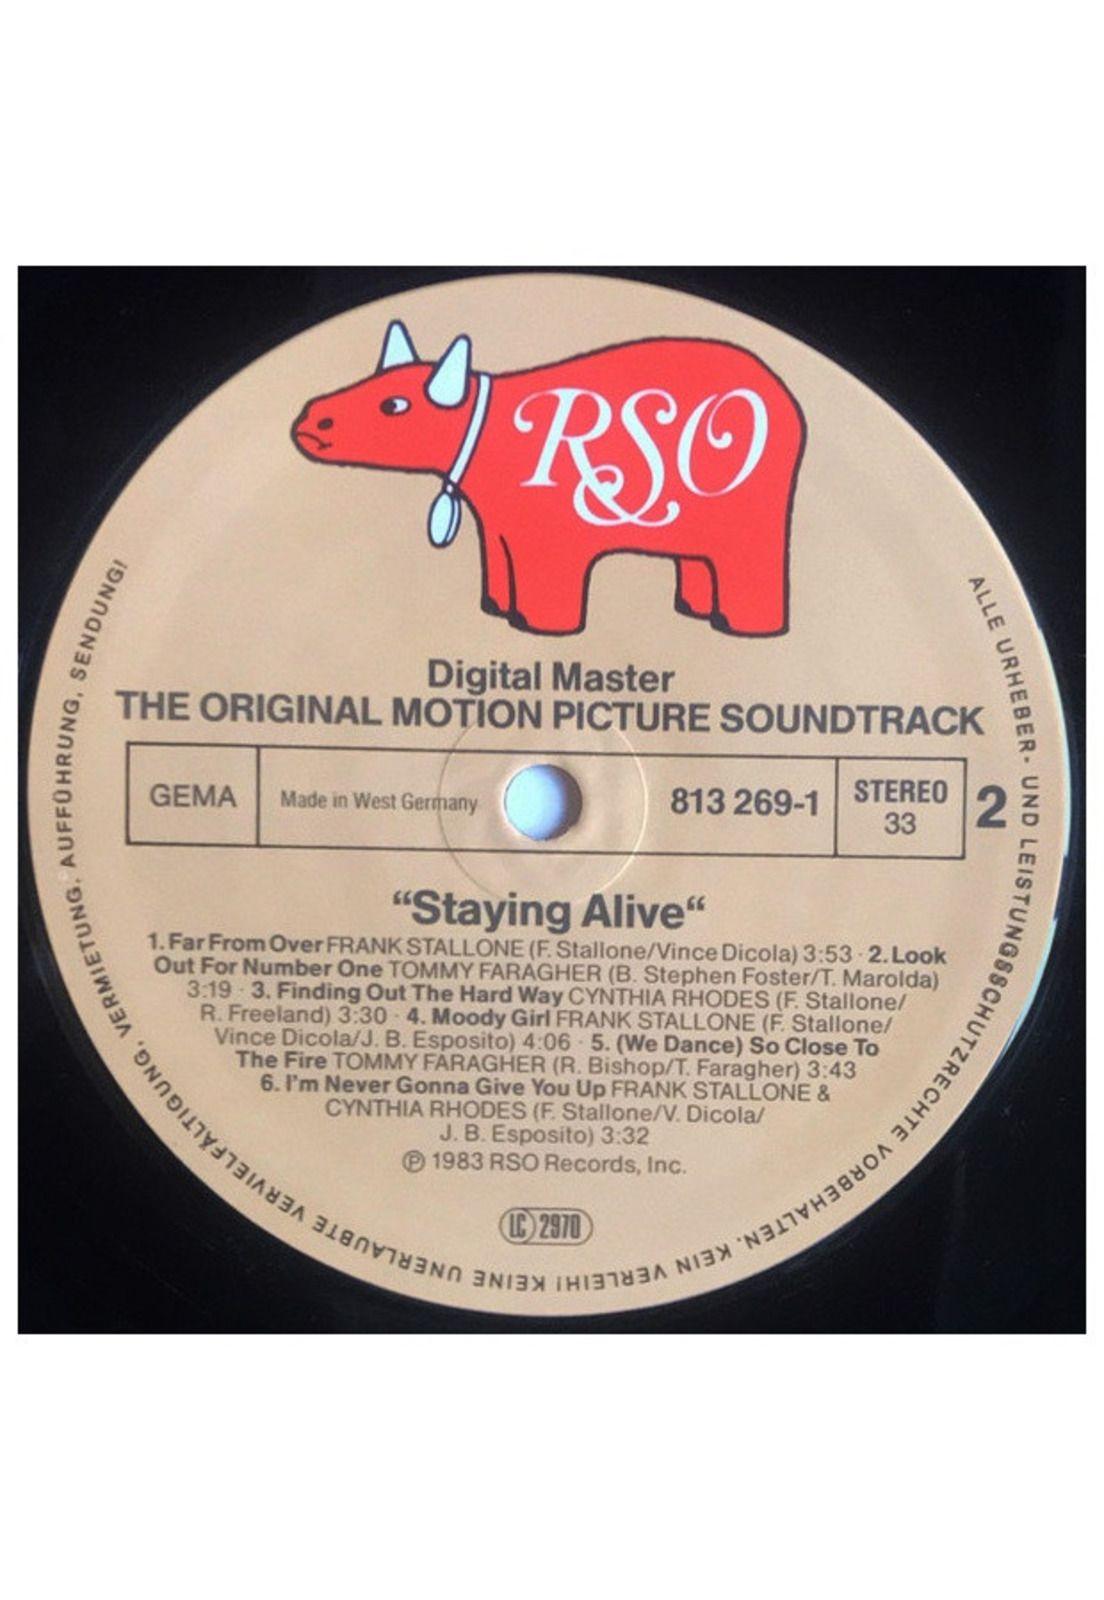 RSO
Digital Master
THE ORIGINAL MOTION PICTURE SOUNDTRACK
GEMA
Made in West Germany
813 269-1
STEREO
33
2
“Staying Alive“
1. Far From Over FRANK STALLONE (F. Stallone/Vince Dicola) 3:53 · 2. Look
Out For Number One TOMMY FARAGHER (B. Stephen Foster/T. Marolda)
3:19 · 3. Finding Out The Hard Way CYNTHIA RHODES (F. Stallone/
R. Freeland) 3:30 · 4. Moody Girl FRANK STALLONE (F. Stallone/
Vince Dicola/J. B. Esposito) 4:06 · 5. (We Dance) So Close To
The Fire TOMMY FARAGHER (R. Bishop/T. Faragher) 3:43
6. I'm Never Gonna Give You Up FRANK STALLONE &
CYNTHIA RHODES (F. Stallone/V. Dicola/
J. B. Esposito) 3:32
℗ 1983 RSO Records, Inc.
LC 2970
ALLE URHEBER- UND LEISTUNGSSCHUTZRECHTE VORBEHALTEN. KEIN VERLEIH! KEINE UNERLAUBTE VERVIELFÄLTIGUNG, VERMIETUNG, AUFFÜHRUNG, SENDUNG!